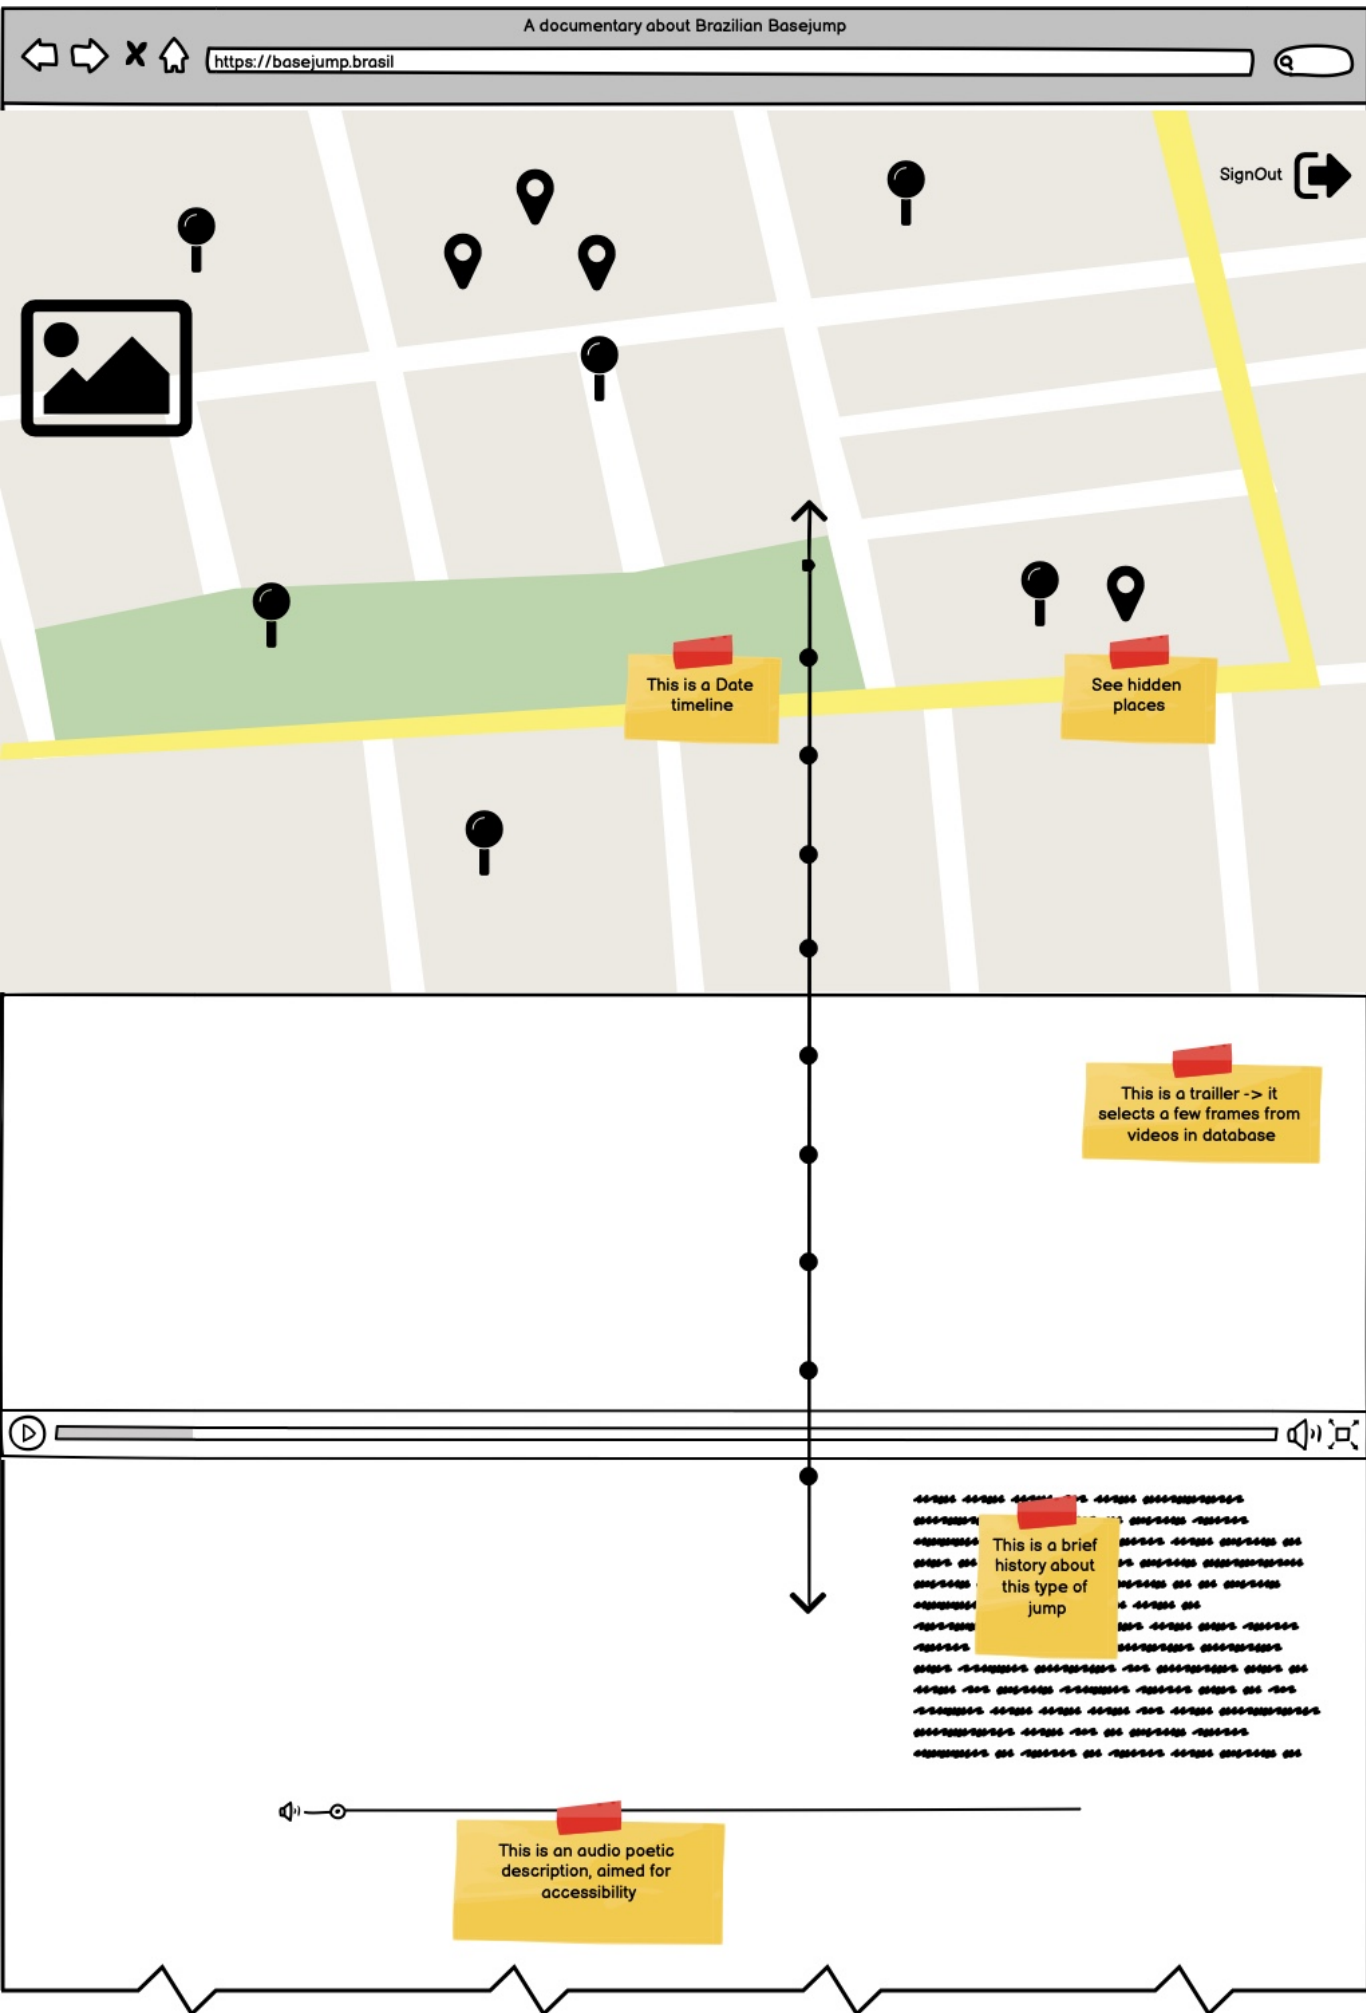 A documentary about Brazilian Basejump
https://basejump.brasil
SignOut
This is a Date
timeline
See hidden
places
This is a trailler -> it
selects a few frames from
videos in database
This is a brief
history about
this type of
jump
This is an audio poetic
description, aimed for
accessibility